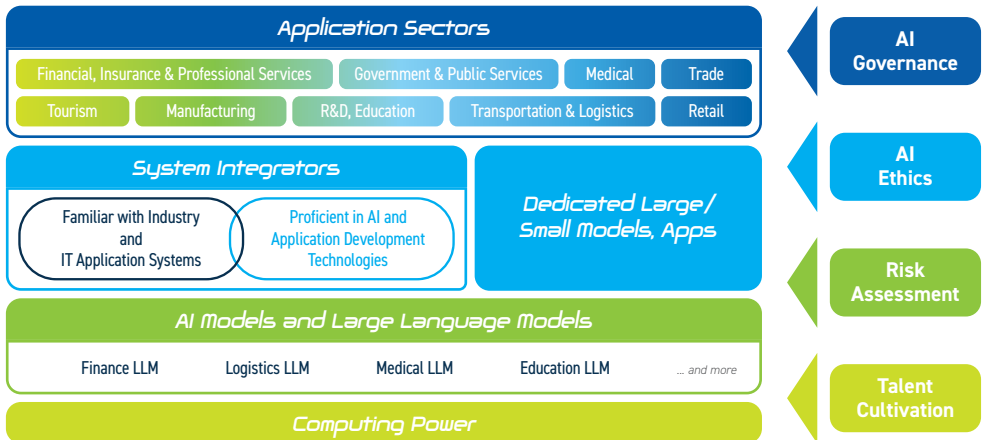 Application Sectors
Financial, Insurance & Professional Services
Government & Public Services
Medical
Trade
Tourism
Manufacturing
R&D, Education
Transportation & Logistics
Retail
System Integrators
Familiar with Industry
and
IT Application Systems
Proficient in AI and
Application Development
Technologies
Dedicated Large/
Small Models, Apps
AI Models and Large Language Models
Finance LLM
Logistics LLM
Medical LLM
Education LLM
... and more
Computing Power
AI
Governance
AI
Ethics
Risk
Assessment
Talent
Cultivation